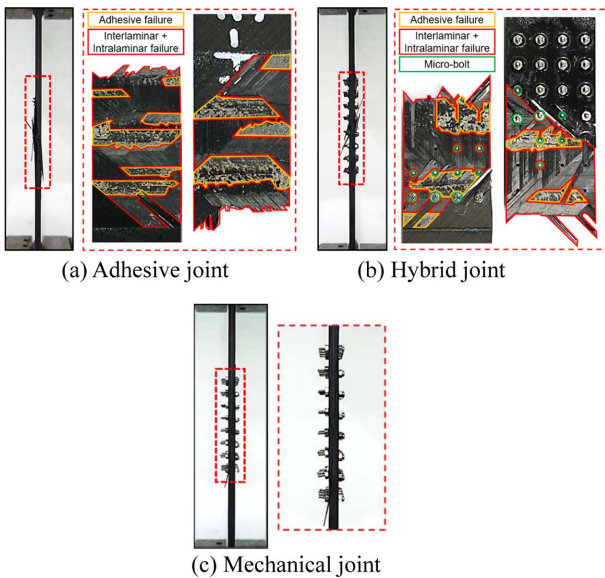 Adhesive failure
Interlaminar +
Intralaminar failure
Adhesive failure
Interlaminar +
Intralaminar failure
Micro-bolt
(a) Adhesive joint
(b) Hybrid joint
(c) Mechanical joint